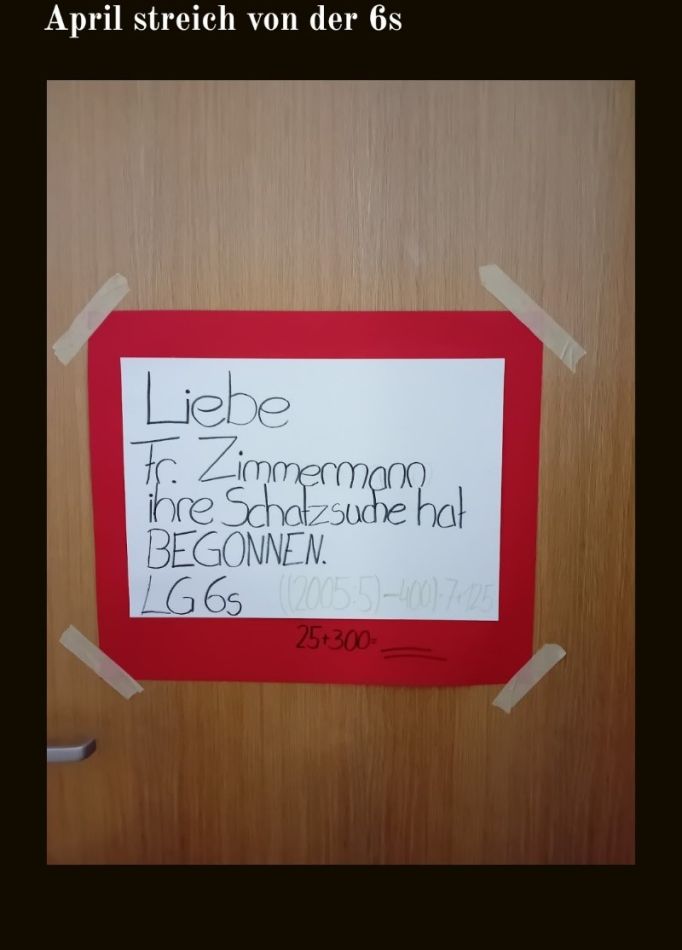 April streich von der 6s
Liebe
Fr. Zimmermann
ihre Schatzsuche hat
BEGONNEN.
LG 6s ((2005·5)-400)·7+125
25+300=